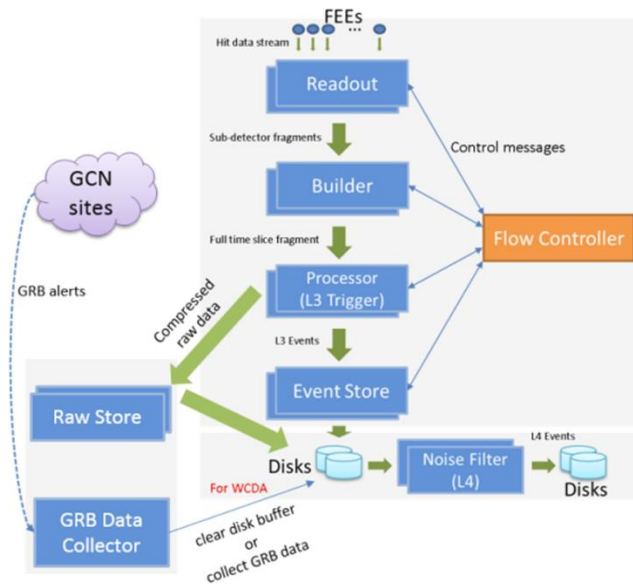 FEEs
...
Hit data stream
Readout
Sub-detector fragments
Control messages
Builder
GCN
sites
Flow Controller
Full time slice fragment
Processor
(L3 Trigger)
GRB alerts
Compressed
raw data
L3 Events
Event Store
Raw Store
L4 Events
Disks
Noise Filter
(L4)
Disks
For WCDA
GRB Data
Collector
clear disk buffer
or
collect GRB data